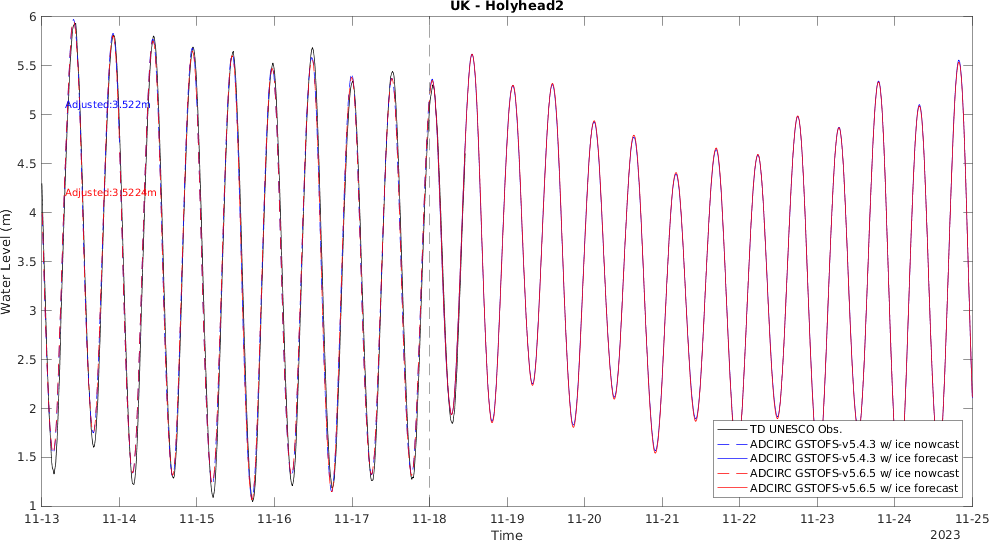 UK - Holyhead2
6
5.5
5
4.5
4
3.5
3
2.5
2
1.5
1
Water Level (m)
Adjusted:3.522m
Adjusted:3.5224m
TD UNESCO Obs.
ADCIRC GSTOFS-v5.4.3 w/ ice nowcast
ADCIRC GSTOFS-v5.4.3 w/ ice forecast
ADCIRC GSTOFS-v5.6.5 w/ ice nowcast
ADCIRC GSTOFS-v5.6.5 w/ ice forecast
11-13 11-14 11-15 11-16 11-17 11-18 11-19 11-20 11-21 11-22 11-23 11-24 11-25
Time
2023